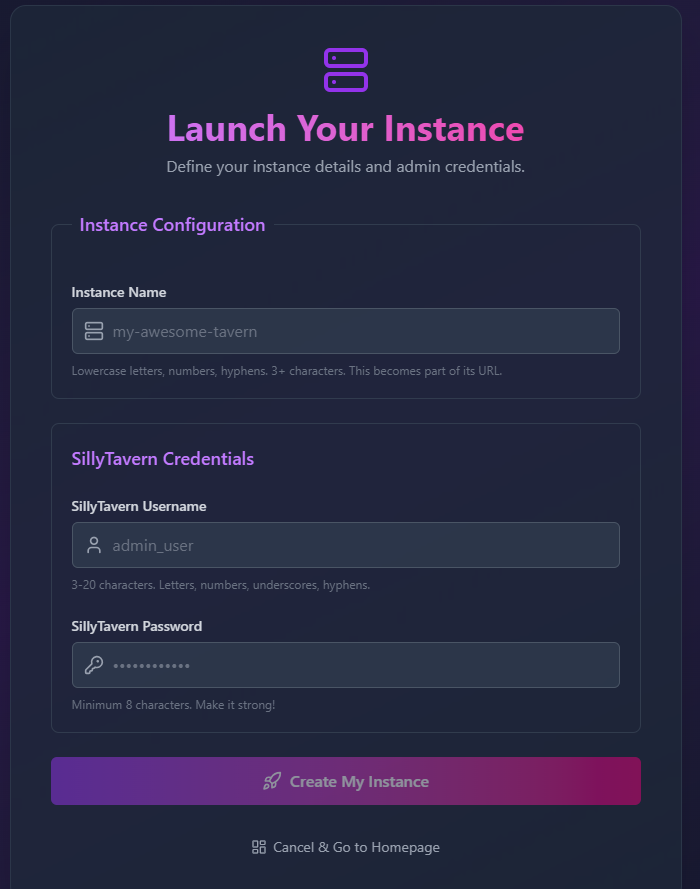 Launch Your Instance
Define your instance details and admin credentials.
Instance Configuration
Instance Name
my-awesome-tavern
Lowercase letters, numbers, hyphens. 3+ characters. This becomes part of its URL.
SillyTavern Credentials
SillyTavern Username
admin_user
3-20 characters. Letters, numbers, underscores, hyphens.
SillyTavern Password
••••••••••••
Minimum 8 characters. Make it strong!
Create My Instance
Cancel & Go to Homepage